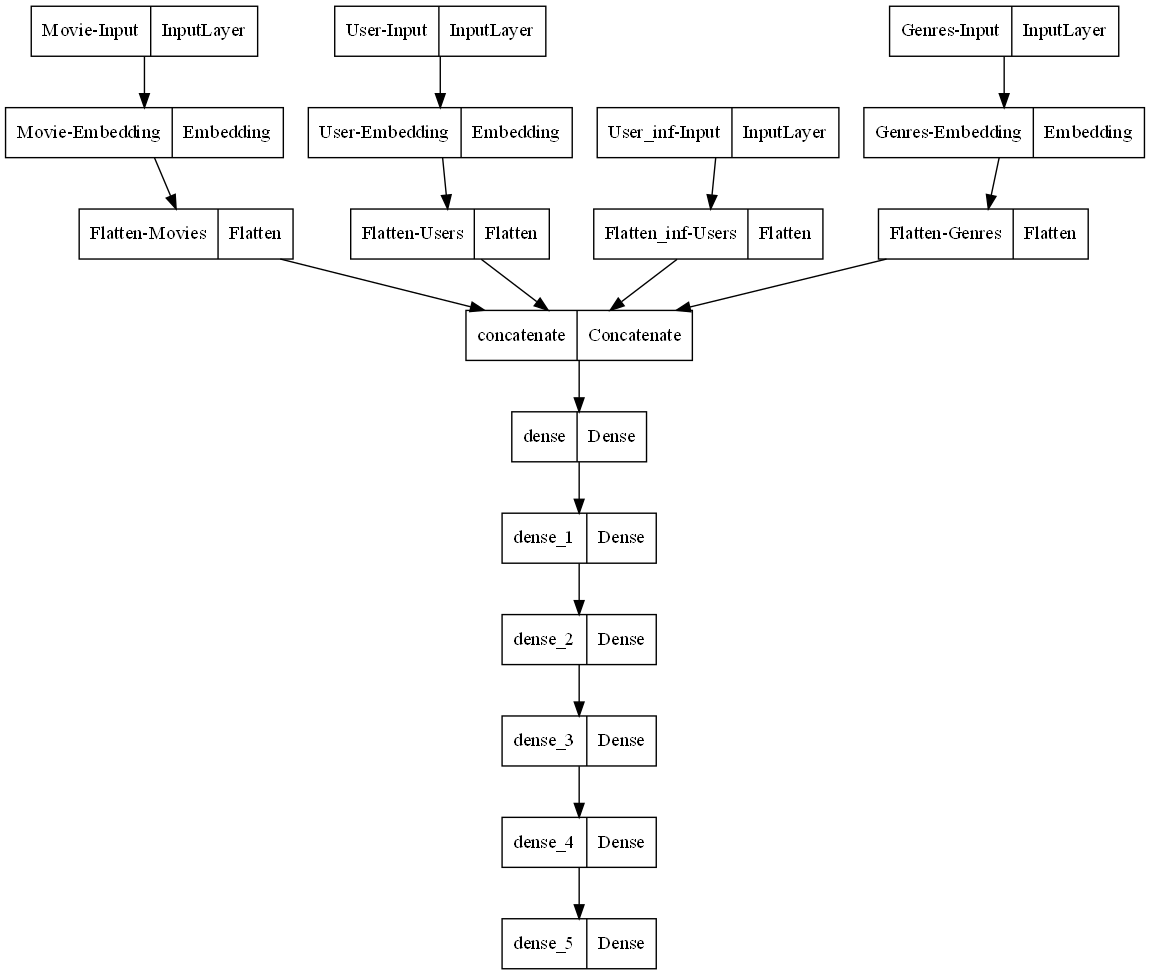 Movie-Input InputLayer
User-Input InputLayer
Genres-Input InputLayer
Movie-Embedding Embedding
User-Embedding Embedding
User_inf-Input InputLayer
Genres-Embedding Embedding
Flatten-Movies Flatten
Flatten-Users Flatten
Flatten_inf-Users Flatten
Flatten-Genres Flatten
concatenate Concatenate
dense Dense
dense_1 Dense
dense_2 Dense
dense_3 Dense
dense_4 Dense
dense_5 Dense